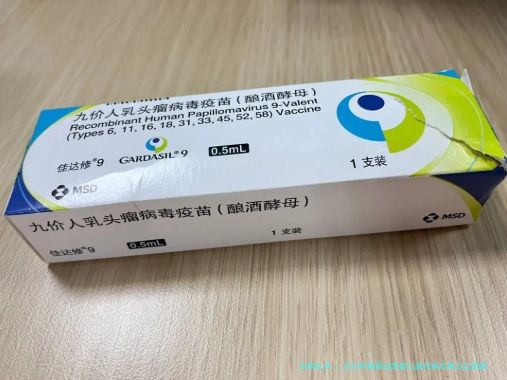 九价人乳头瘤病毒疫苗（酿酒酵母）
Recombinant Human Papillomavirus 9-Valent
(Types 6, 11, 16, 18, 31, 33, 45, 52, 58) Vaccine
佳达修®9
GARDASIL®9
0.5mL
1 支装
MSD
九价人乳头瘤病毒疫苗（酿酒酵母）
佳达修®9
0.5mL
1 支装
MSD